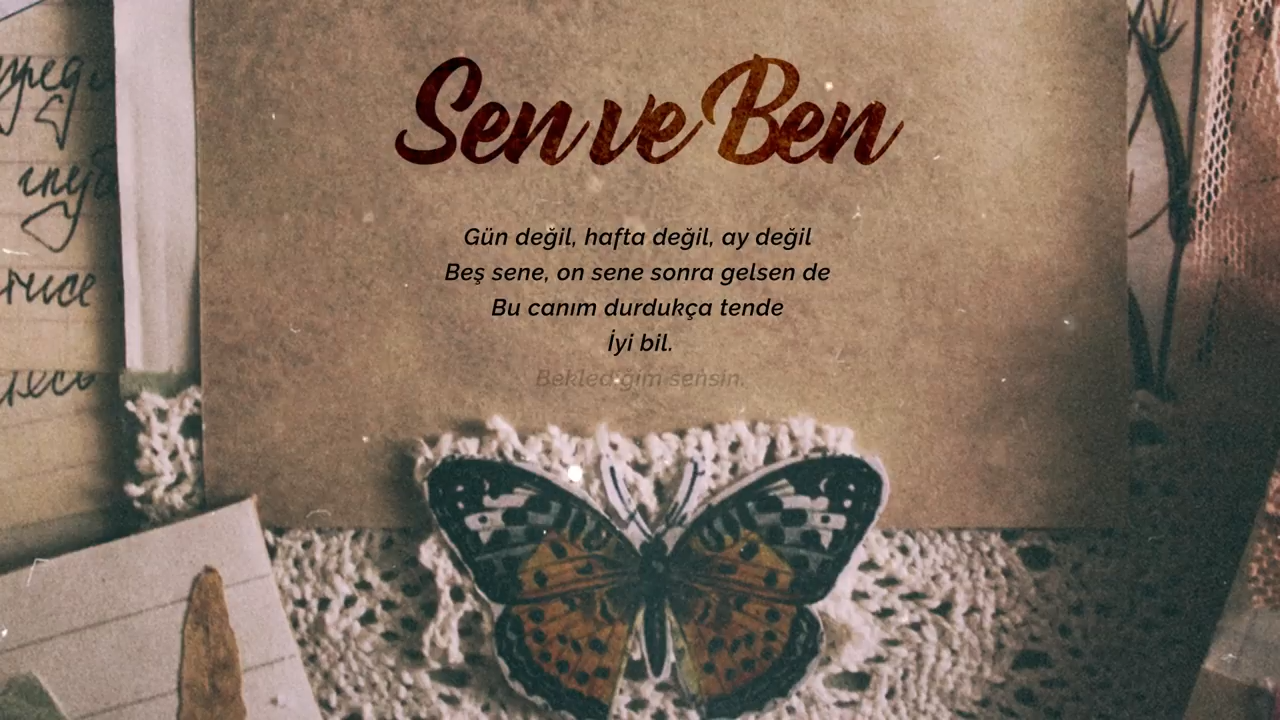 Sen ve Ben
Gün değil, hafta değil, ay değil
Beş sene, on sene sonra gelsen de
Bu canım durdukça tende
İyi bil.
Beklediğim sensin.